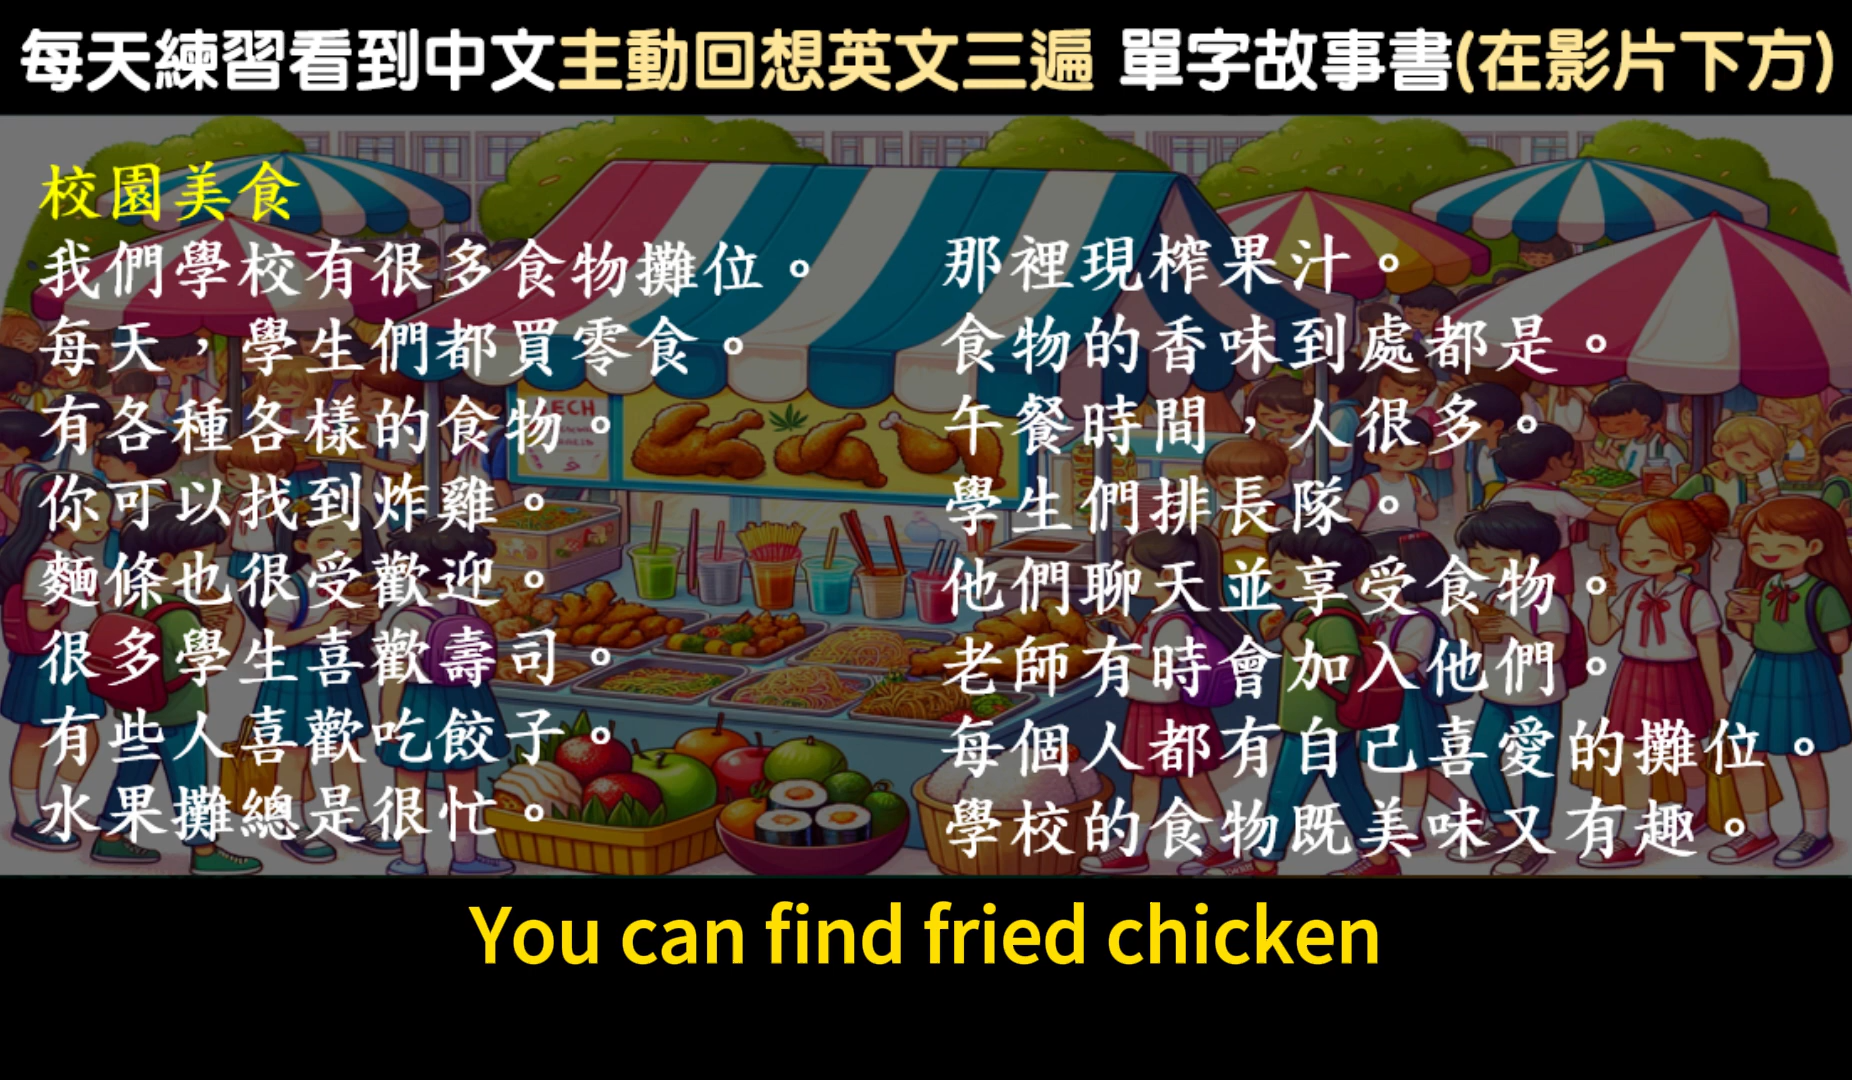 每天練習看到中文主動回想英文三遍 單字故事書(在影片下方)
校園美食
我們學校有很多食物攤位。
每天，學生們都買零食。
有各種各樣的食物。
你可以找到炸雞。
麵條也很受歡迎。
很多學生喜歡壽司。
有些人喜歡吃餃子。
水果攤總是很忙。
那裡現榨果汁。
食物的香味到處都是。
午餐時間，人很多。
學生們排長隊。
他們聊天並享受食物。
老師有時會加入他們。
每個人都有自己喜愛的攤位。
學校的食物既美味又有趣。
ECH
You can find fried chicken